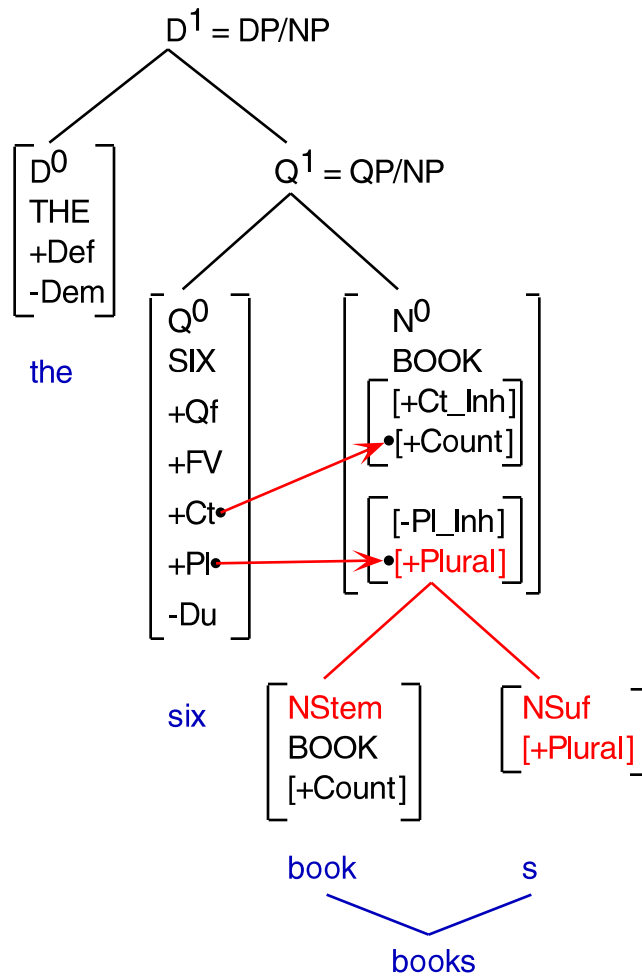 D¹ = DP/NP
D⁰
THE
+Def
-Dem
the
Q¹ = QP/NP
Q⁰
SIX
+Qf
+FV
+Ct
+Pl
-Du
six
N⁰
BOOK
[+Ct_Inh]
[+Count]
[-Pl_Inh]
[+Plural]
NStem
BOOK
[+Count]
NSuf
[+Plural]
book
s
books